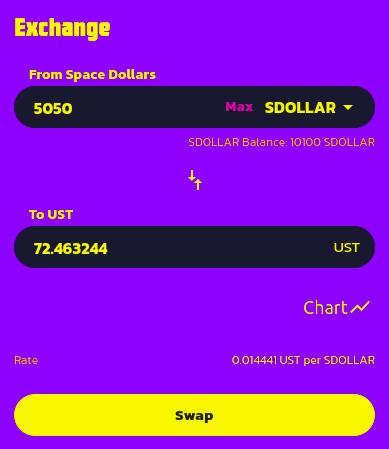 Exchange
From Space Dollars
5050 Max SDOLLAR
SDOLLAR Balance: 10100 SDOLLAR
To UST
72.463244 UST
Chart
Rate 0.014441 UST per SDOLLAR
Swap